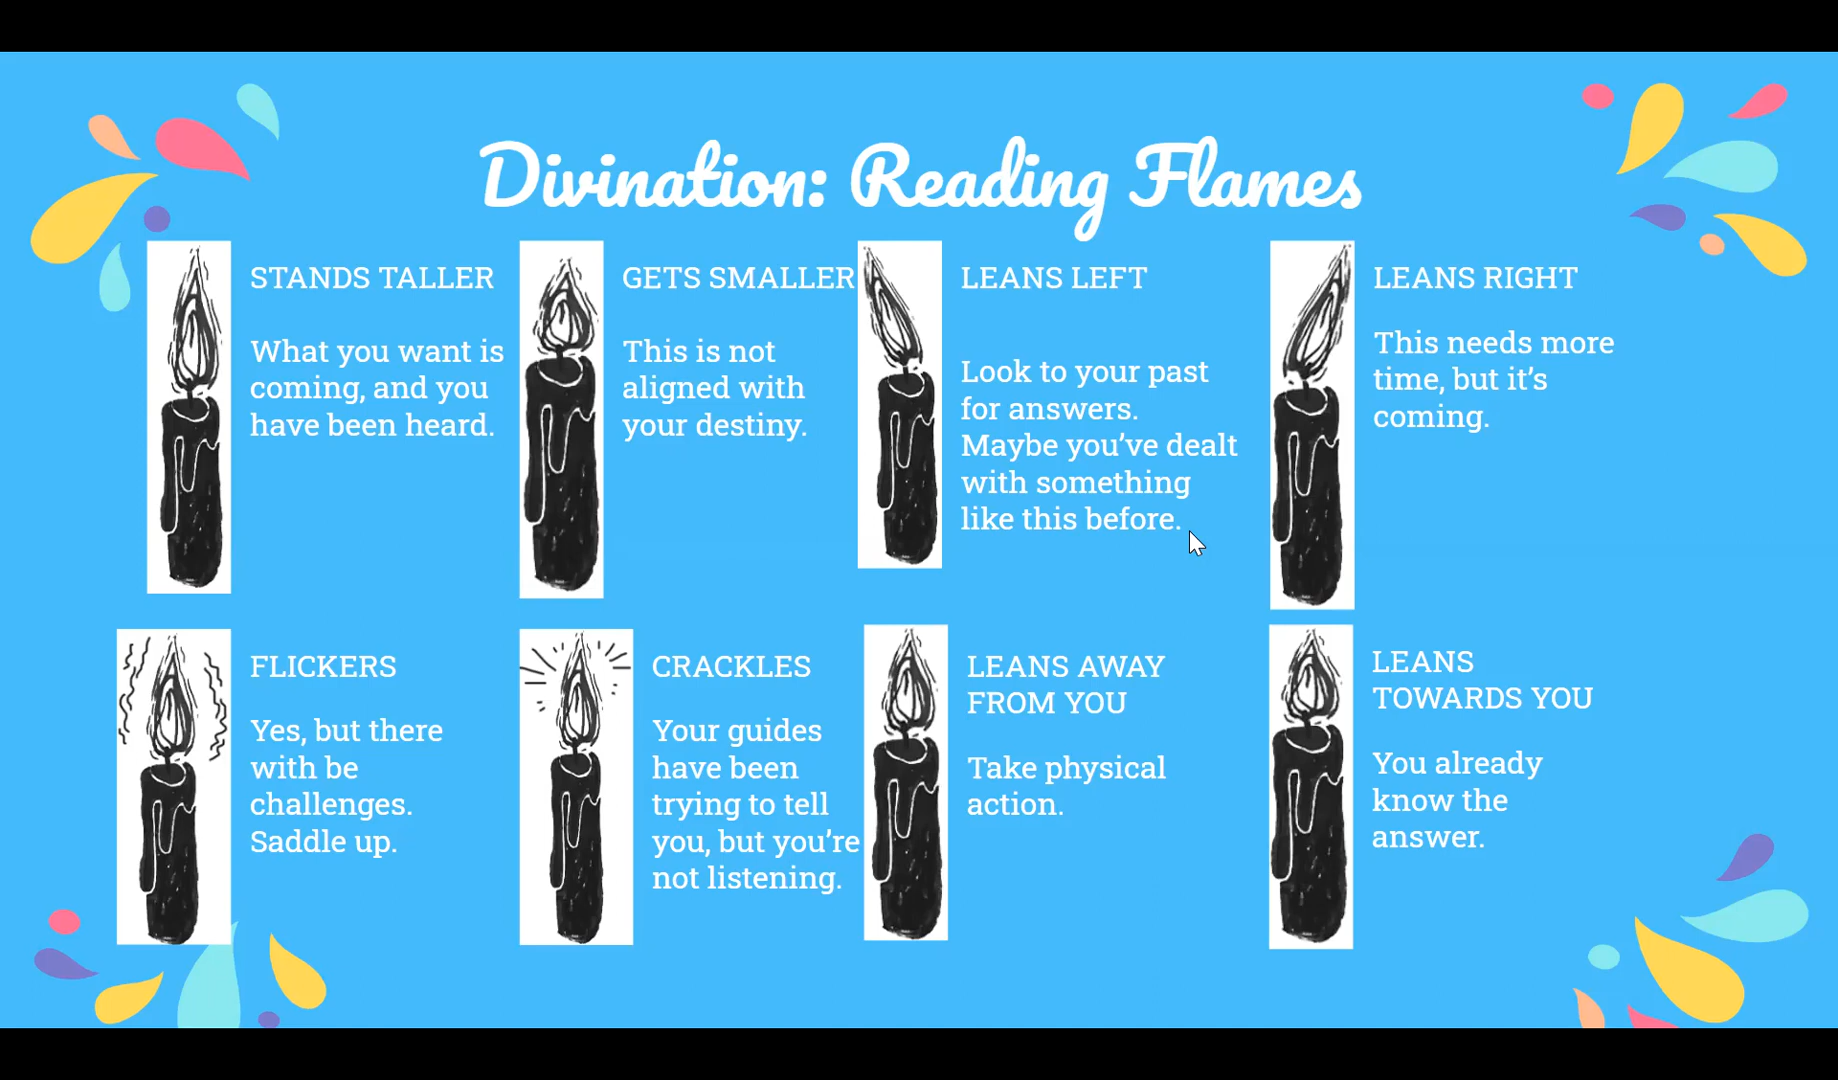 Divination: Reading Flames
STANDS TALLER
What you want is
coming, and you
have been heard.
GETS SMALLER
This is not
aligned with
your destiny.
LEANS LEFT
Look to your past
for answers.
Maybe you’ve dealt
with something
like this before.
LEANS RIGHT
This needs more
time, but it’s
coming.
FLICKERS
Yes, but there
with be
challenges.
Saddle up.
CRACKLES
Your guides
have been
trying to tell
you, but you’re
not listening.
LEANS AWAY
FROM YOU
Take physical
action.
LEANS
TOWARDS YOU
You already
know the
answer.